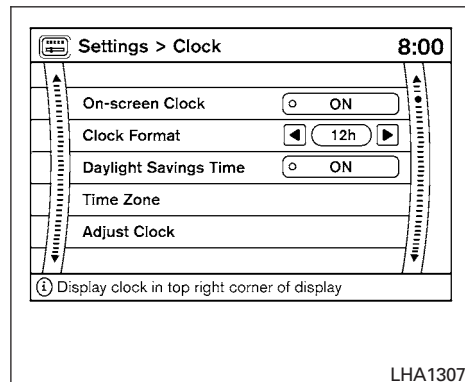 Settings > Clock 8:00
On-screen Clock ON
Clock Format 12h
Daylight Savings Time ON
Time Zone
Adjust Clock
Display clock in top right corner of display
LHA1307